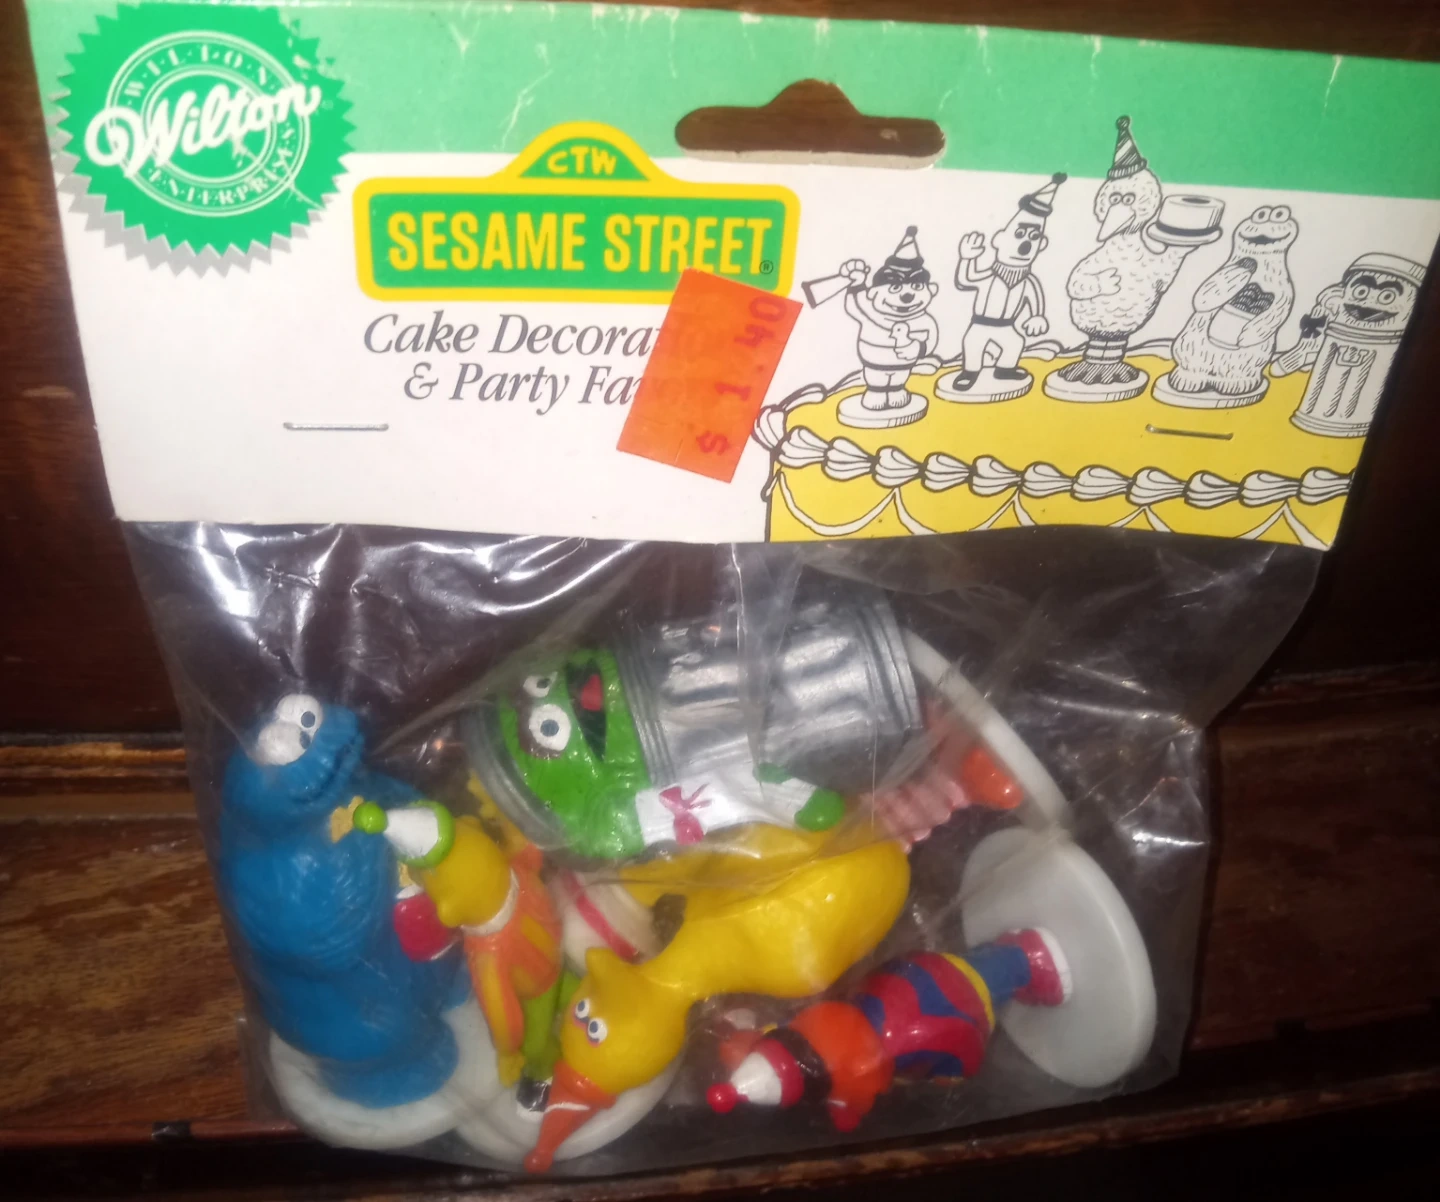 WILTON
Wilton
ENTERPRISES
CTW
SESAME STREET®
Cake Decora
& Party Fa
$ 1.40